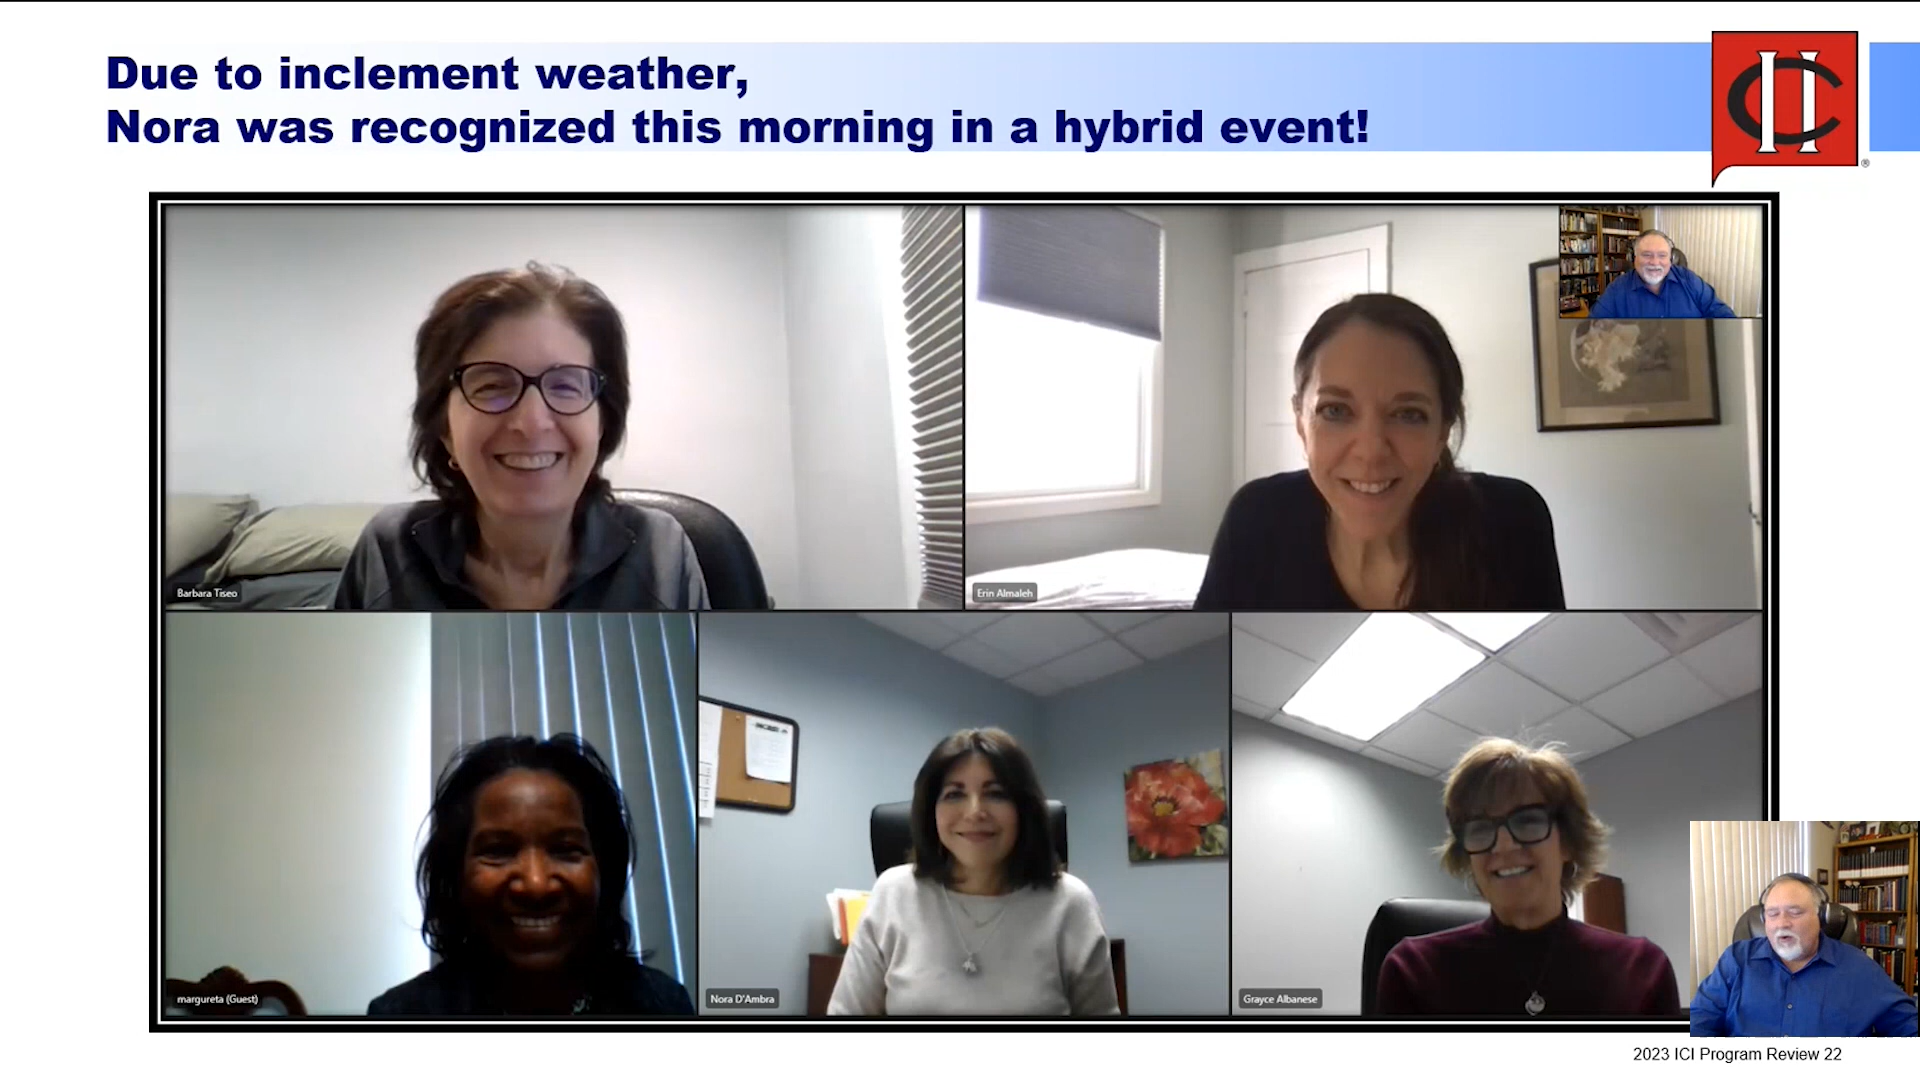 Due to inclement weather,
Nora was recognized this morning in a hybrid event!
®
Barbara Tiseo
Erin Almaleh
margureta (Guest)
Nora D'Ambra
Grayce Albanese
2023 ICI Program Review 22